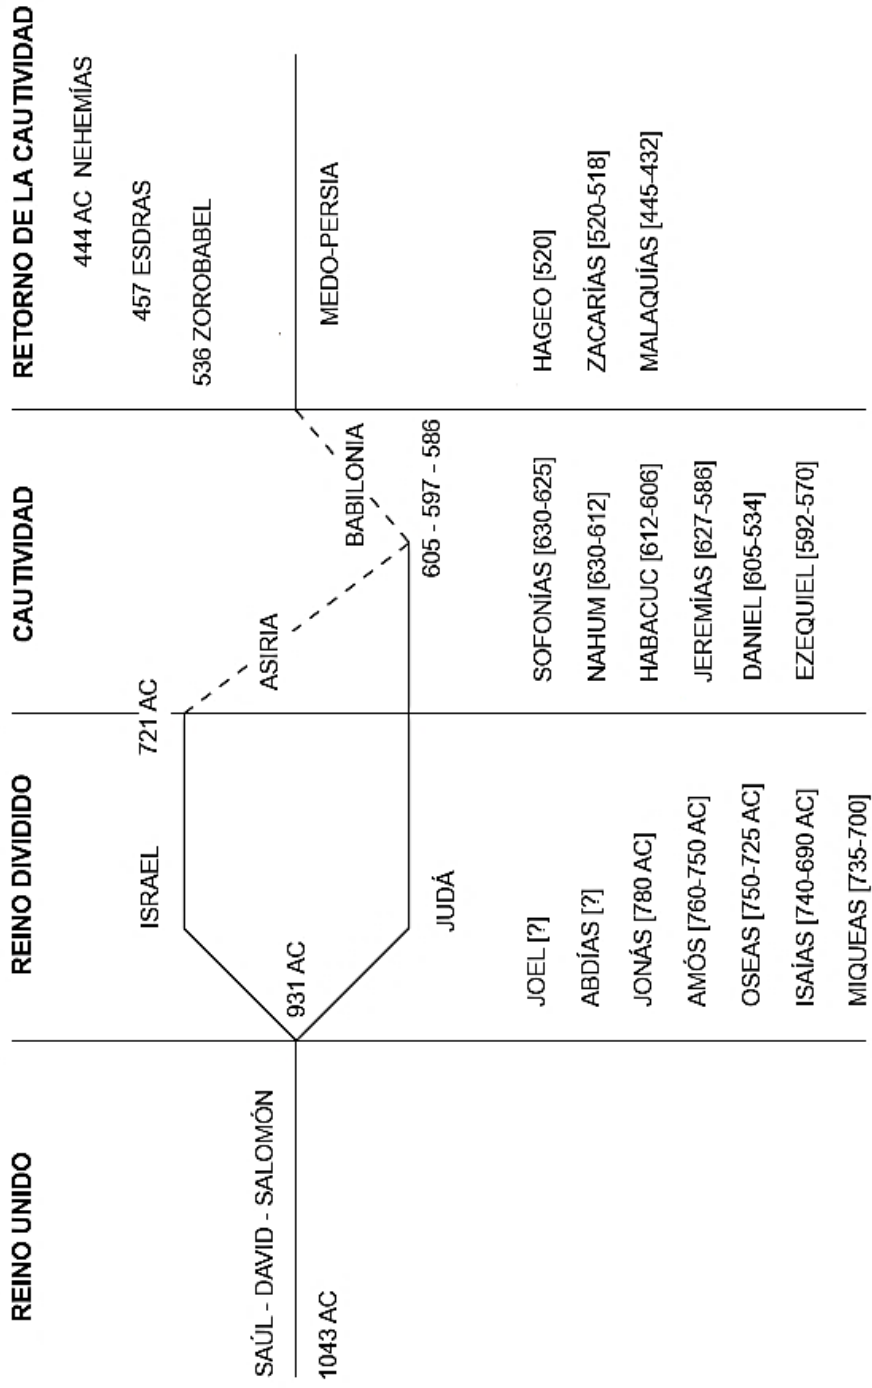 REINO UNIDO
SAÚL - DAVID - SALOMÓN
1043 AC
REINO DIVIDIDO
ISRAEL
931 AC
JUDÁ
JOEL [?]
ABDÍAS [?]
JONÁS [780 AC]
AMÓS [760-750 AC]
OSEAS [750-725 AC]
ISAÍAS [740-690 AC]
MIQUEAS [735-700]
CAUTIVIDAD
721 AC
ASIRIA
BABILONIA
605 - 597 - 586
SOFONÍAS [630-625]
NAHUM [630-612]
HABACUC [612-606]
JEREMÍAS [627-586]
DANIEL [605-534]
EZEQUIEL [592-570]
RETORNO DE LA CAUTIVIDAD
444 AC NEHEMÍAS
457 ESDRAS
536 ZOROBABEL
MEDO-PERSIA
HAGEO [520]
ZACARÍAS [520-518]
MALAQUÍAS [445-432]